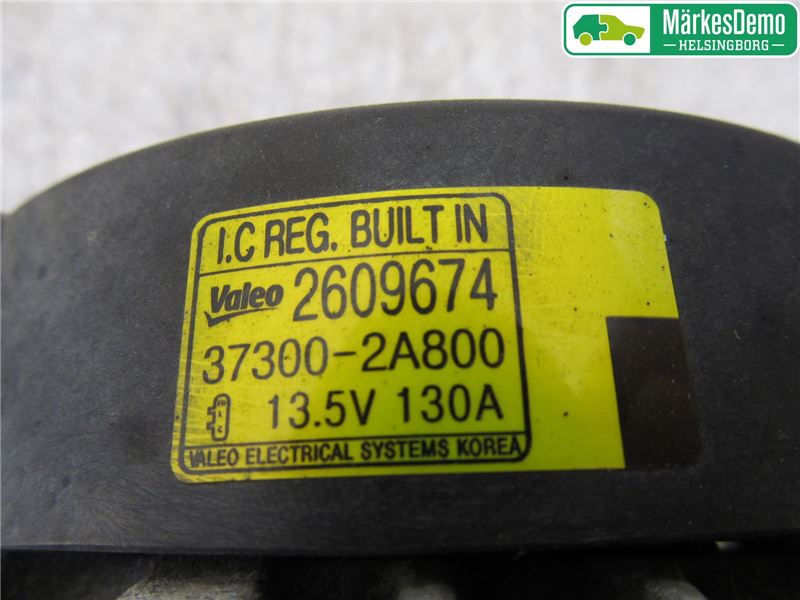 MärkesDemo
HELSINGBORG
I.C REG. BUILT IN
Valeo 2609674
37300-2A800
13.5V 130A
VALEO ELECTRICAL SYSTEMS KOREA